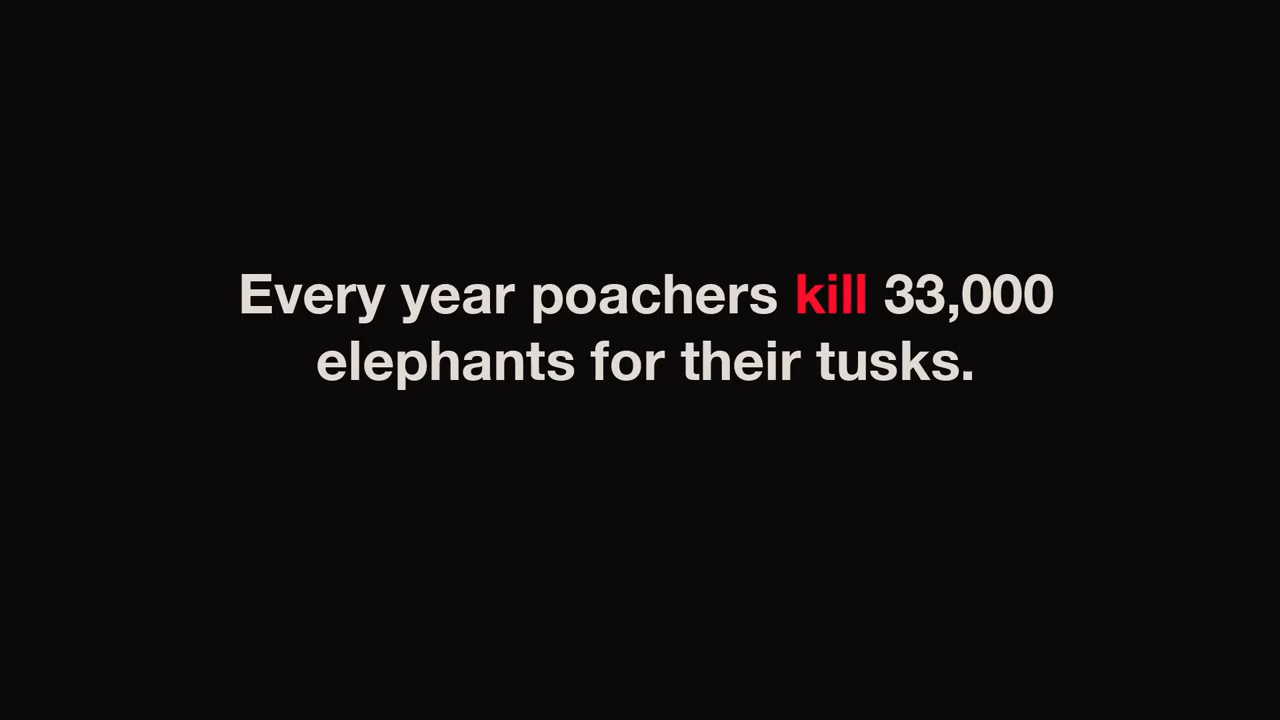 Every year poachers kill 33,000
elephants for their tusks.